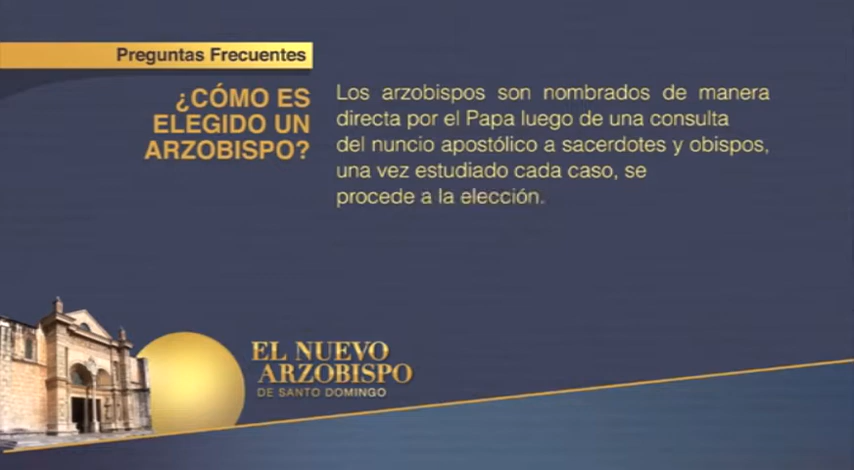 Preguntas Frecuentes
¿CÓMO ES
ELEGIDO UN
ARZOBISPO?
Los arzobispos son nombrados de manera
directa por el Papa luego de una consulta
del nuncio apostólico a sacerdotes y obispos,
una vez estudiado cada caso, se
procede a la elección.
EL NUEVO
ARZOBISPO
DE SANTO DOMINGO